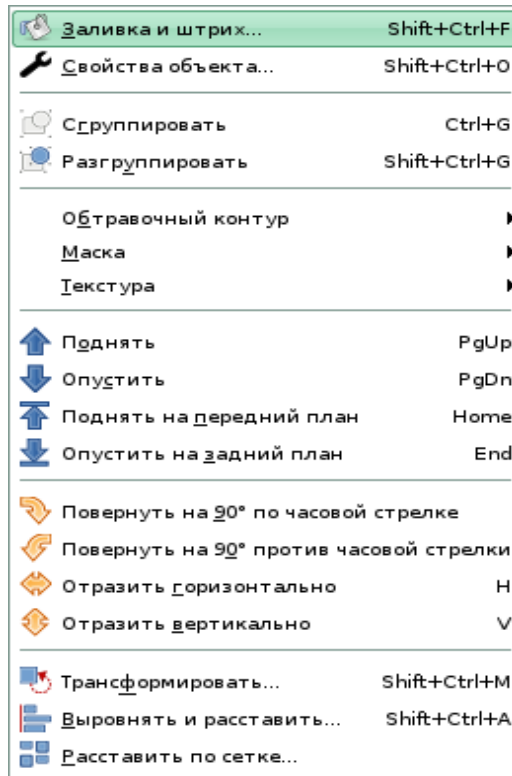 Заливка и штрих... Shift+Ctrl+F
Свойства объекта... Shift+Ctrl+O
Сгруппировать Ctrl+G
Разгруппировать Shift+Ctrl+G
Обтравочный контур
Маска
Текстура
Поднять PgUp
Опустить PgDn
Поднять на передний план Home
Опустить на задний план End
Повернуть на 90° по часовой стрелке
Повернуть на 90° против часовой стрелки
Отразить горизонтально H
Отразить вертикально V
Трансформировать... Shift+Ctrl+M
Выровнять и расставить... Shift+Ctrl+A
Расставить по сетке...